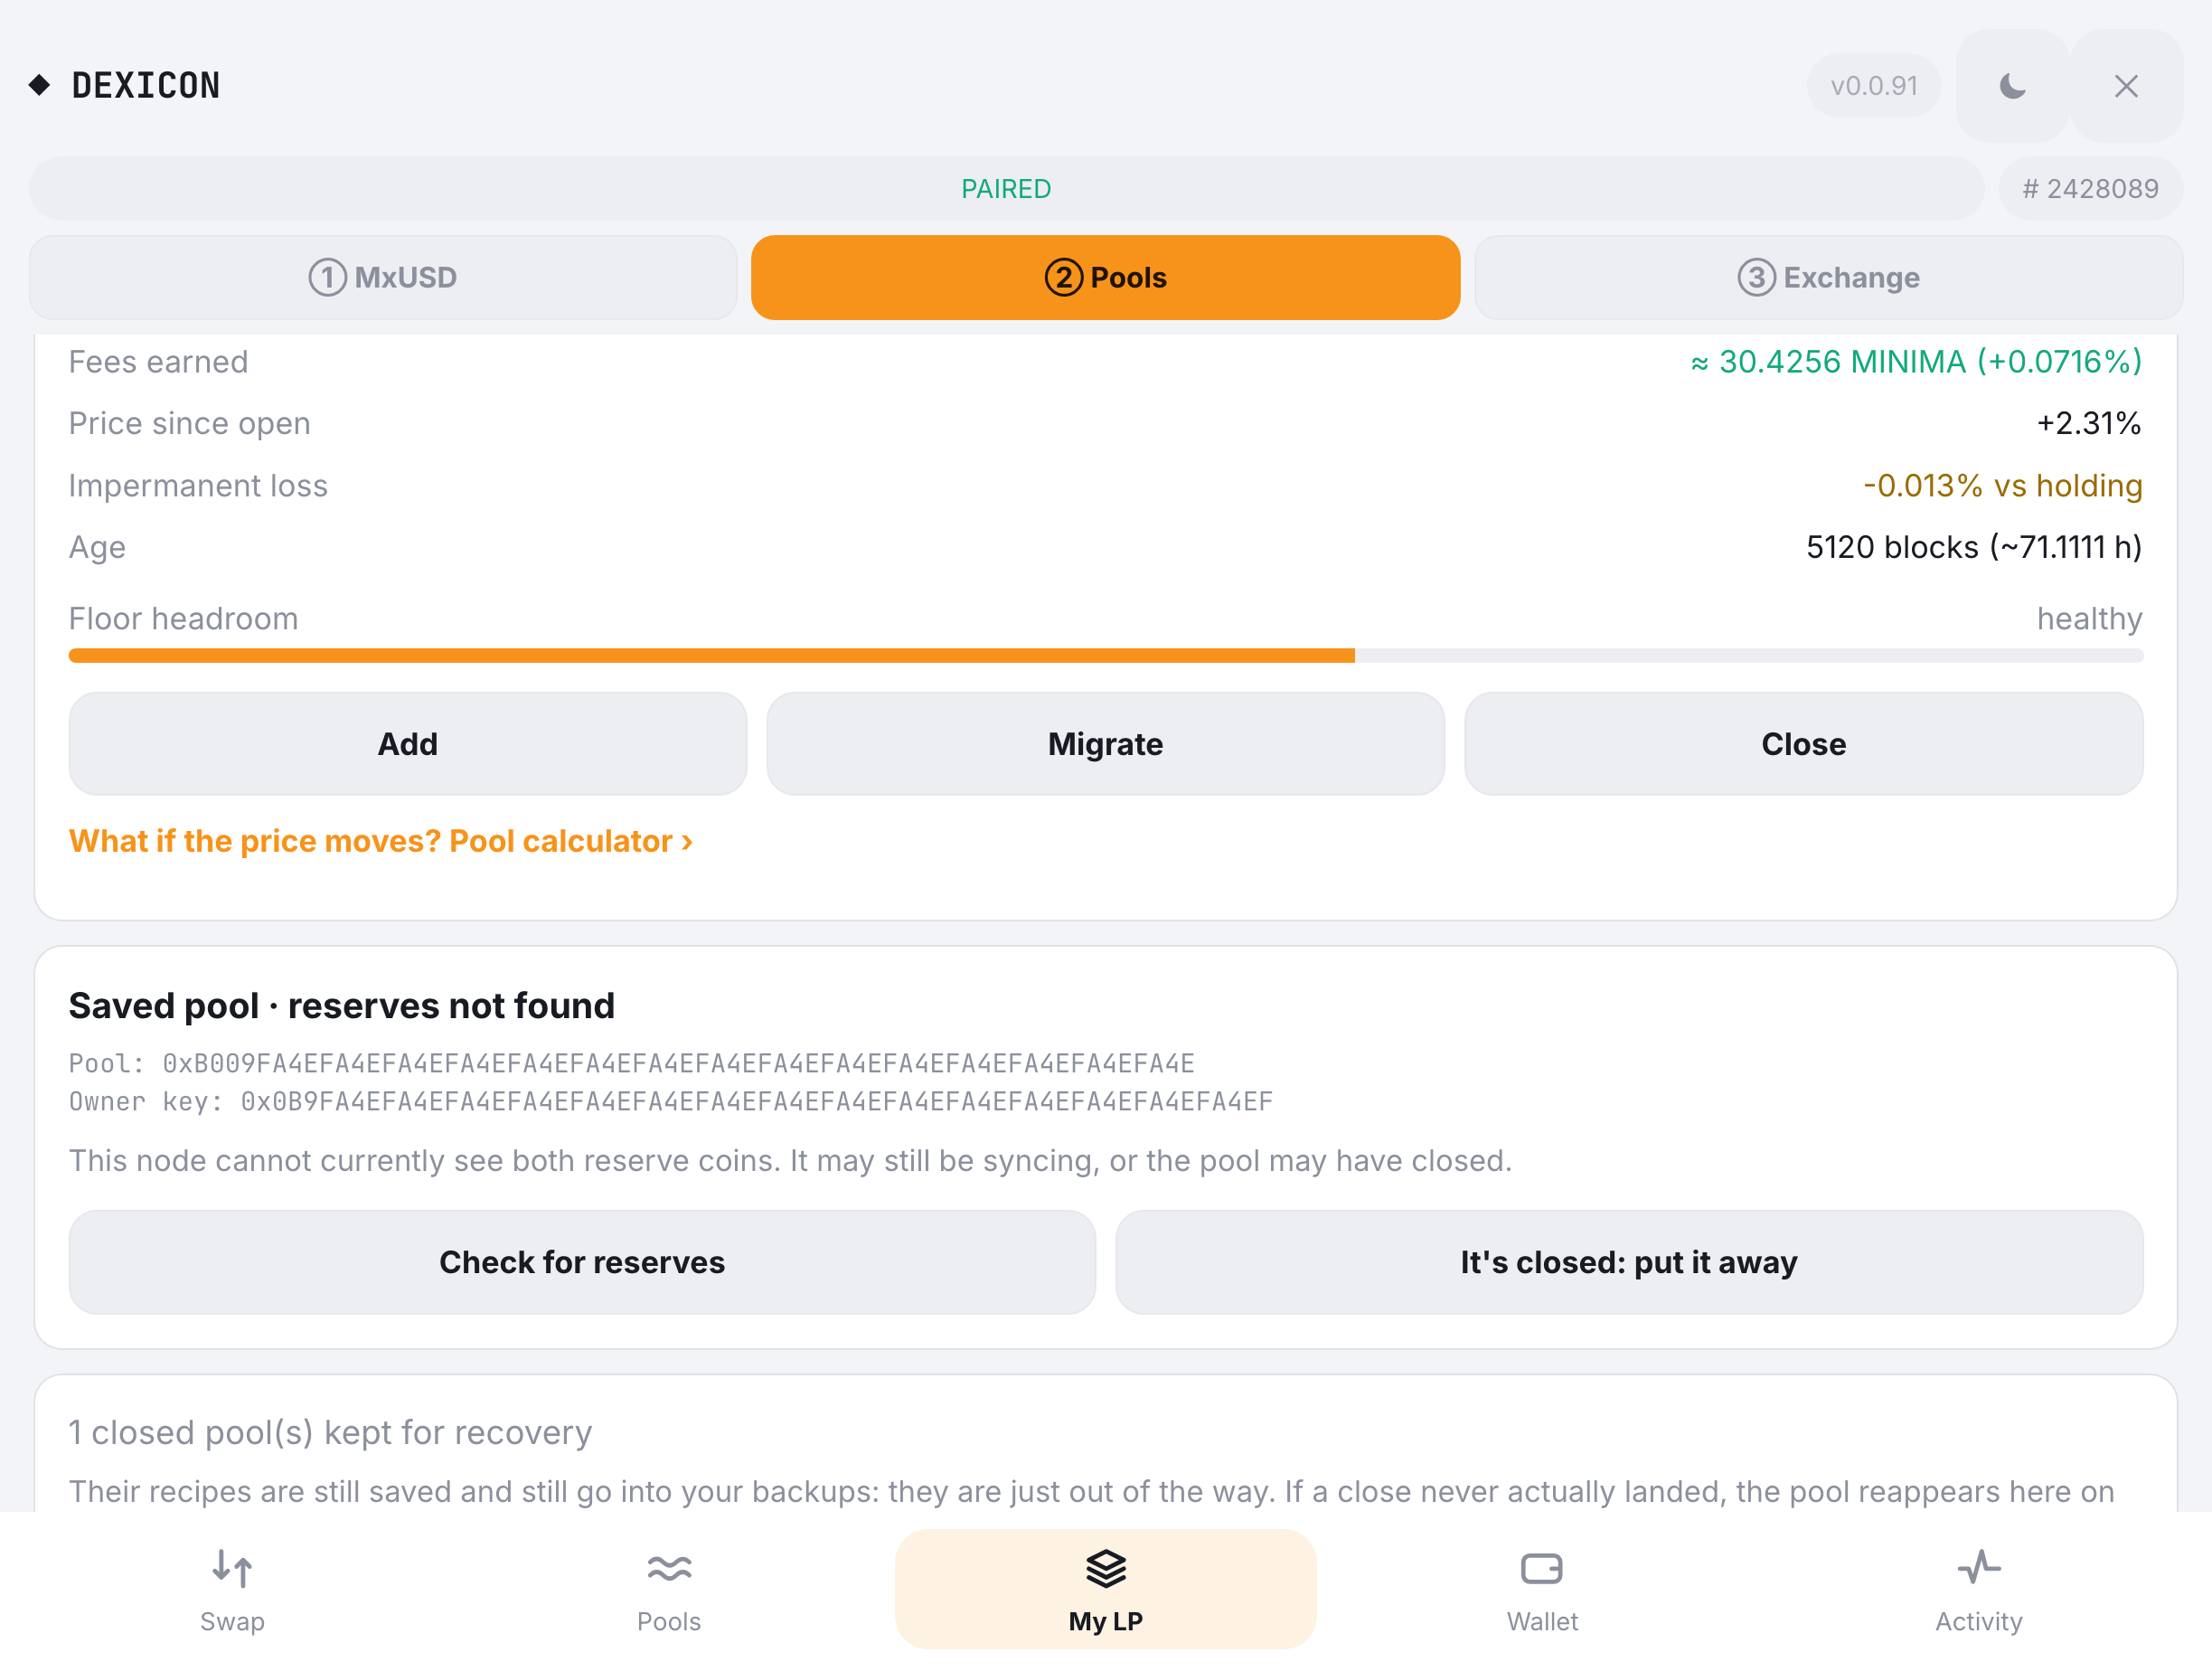 DEXICON
v0.0.91
PAIRED
# 2428089
1 MxUSD
2 Pools
3 Exchange
Fees earned
≈ 30.4256 MINIMA (+0.0716%)
Price since open
+2.31%
Impermanent loss
-0.013% vs holding
Age
5120 blocks (~71.1111 h)
Floor headroom
healthy
Add
Migrate
Close
What if the price moves? Pool calculator ›
Saved pool · reserves not found
Pool: 0xB009FA4EFA4EFA4EFA4EFA4EFA4EFA4EFA4EFA4EFA4EFA4EFA4EFA4EFA4EFA4E
Owner key: 0x0B9FA4EFA4EFA4EFA4EFA4EFA4EFA4EFA4EFA4EFA4EFA4EFA4EFA4EFA4EFA4EF
This node cannot currently see both reserve coins. It may still be syncing, or the pool may have closed.
Check for reserves
It's closed: put it away
1 closed pool(s) kept for recovery
Their recipes are still saved and still go into your backups: they are just out of the way. If a close never actually landed, the pool reappears here on
Swap
Pools
My LP
Wallet
Activity